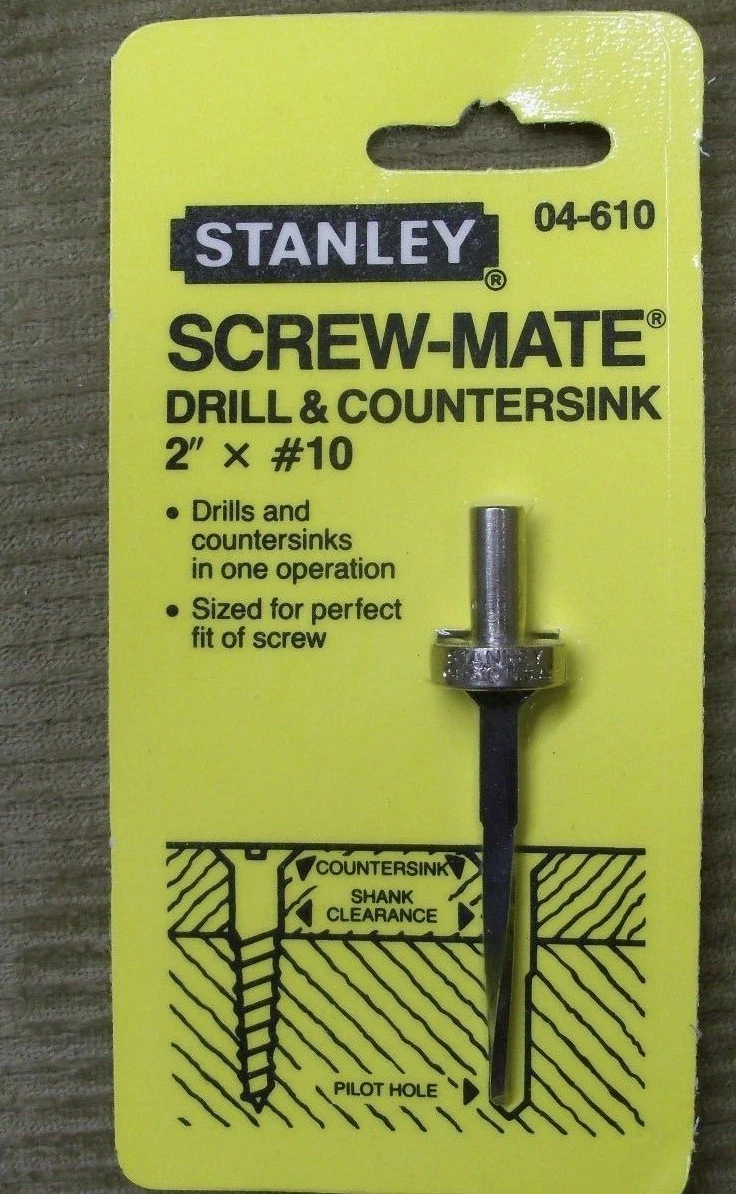 04-610
STANLEY®
SCREW-MATE®
DRILL & COUNTERSINK
2" × #10
• Drills and
countersinks
in one operation
• Sized for perfect
fit of screw
STANLEY
COUNTERSINK
SHANK
CLEARANCE
PILOT HOLE